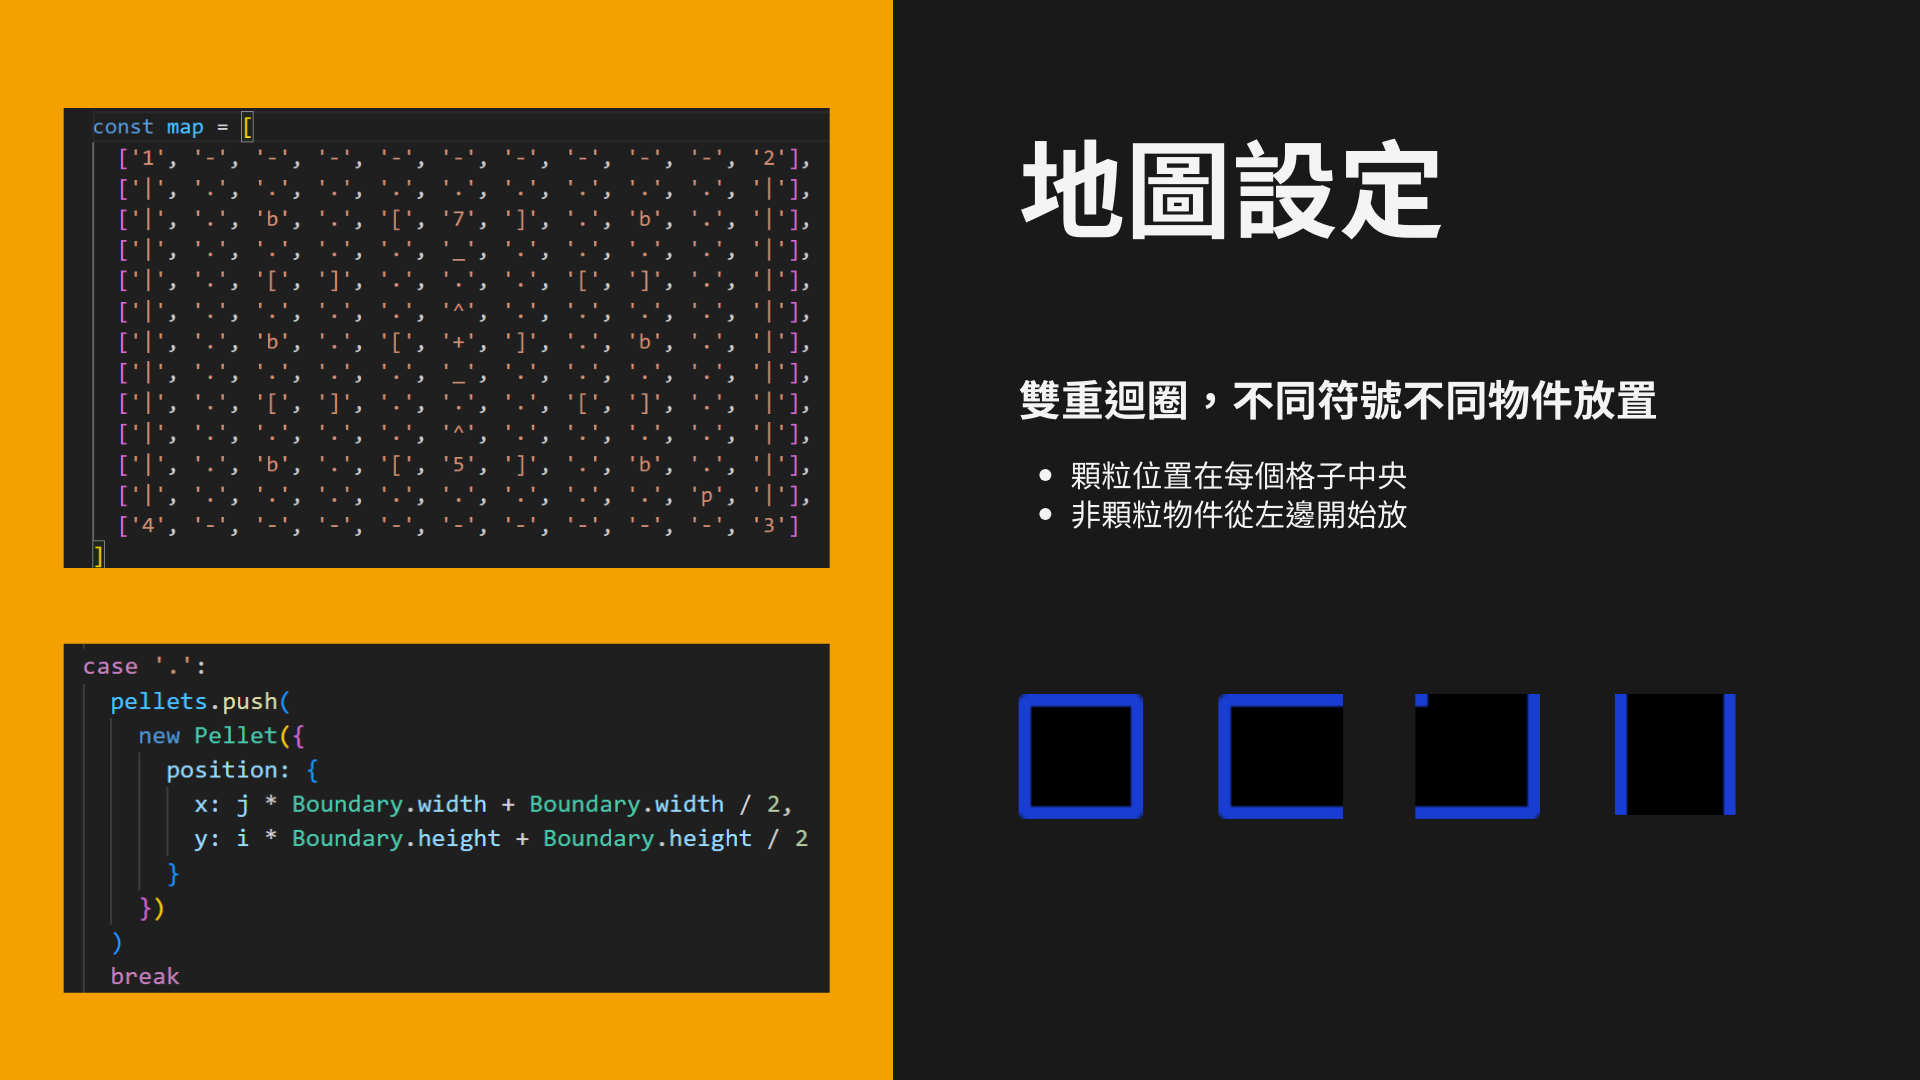 const map = [
['1', '-', '-', '-', '-', '-', '-', '-', '-', '-', '2'],
['|', '.', '.', '.', '.', '.', '.', '.', '.', '.', '|'],
['|', '.', 'b', '.', '[', '7', ']', '.', 'b', '.', '|'],
['|', '.', '.', '.', '.', '_', '.', '.', '.', '.', '|'],
['|', '.', '[', ']', '.', '.', '.', '[', ']', '.', '|'],
['|', '.', '.', '.', '.', '^', '.', '.', '.', '.', '|'],
['|', '.', 'b', '.', '[', '+', ']', '.', 'b', '.', '|'],
['|', '.', '.', '.', '.', '_', '.', '.', '.', '.', '|'],
['|', '.', '[', ']', '.', '.', '.', '[', ']', '.', '|'],
['|', '.', '.', '.', '.', '^', '.', '.', '.', '.', '|'],
['|', '.', 'b', '.', '[', '5', ']', '.', 'b', '.', '|'],
['|', '.', '.', '.', '.', '.', '.', '.', '.', 'p', '|'],
['4', '-', '-', '-', '-', '-', '-', '-', '-', '-', '3']
]
case '.':
pellets.push(
new Pellet({
position: {
x: j * Boundary.width + Boundary.width / 2,
y: i * Boundary.height + Boundary.height / 2
}
})
)
break
地圖設定
雙重迴圈，不同符號不同物件放置
• 顆粒位置在每個格子中央
• 非顆粒物件從左邊開始放